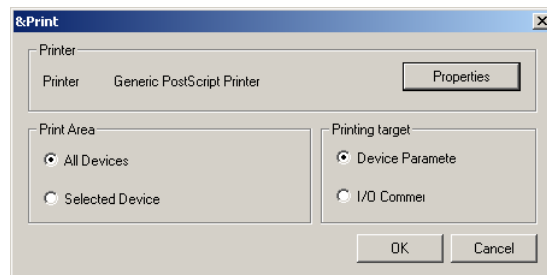 &Print
Printer
Printer Generic PostScript Printer Properties
Print Area
All Devices
Selected Device
Printing target
Device Paramete
I/O Commer
OK Cancel